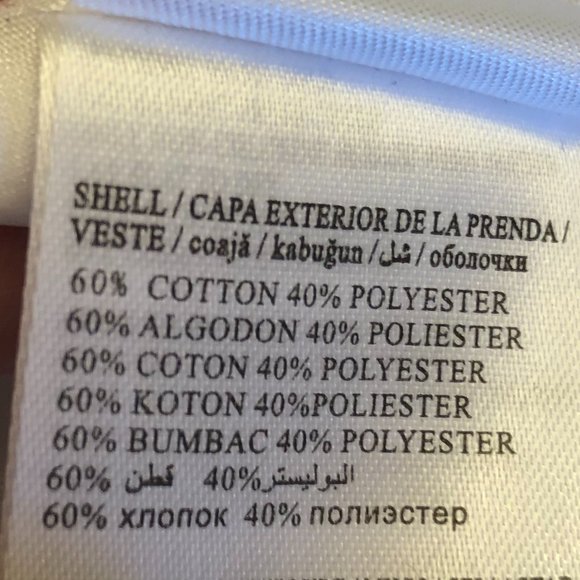 SHELL / CAPA EXTERIOR DE LA PRENDA /
VESTE / coajă / kabuğun / شل / оболочки
60% COTTON 40% POLYESTER
60% ALGODON 40% POLIESTER
60% COTON 40% POLYESTER
60% KOTON 40%POLIESTER
60% BUMBAC 40% POLYESTER
60% قطن 40% البوليستر
60% хлопок 40% полиэстер